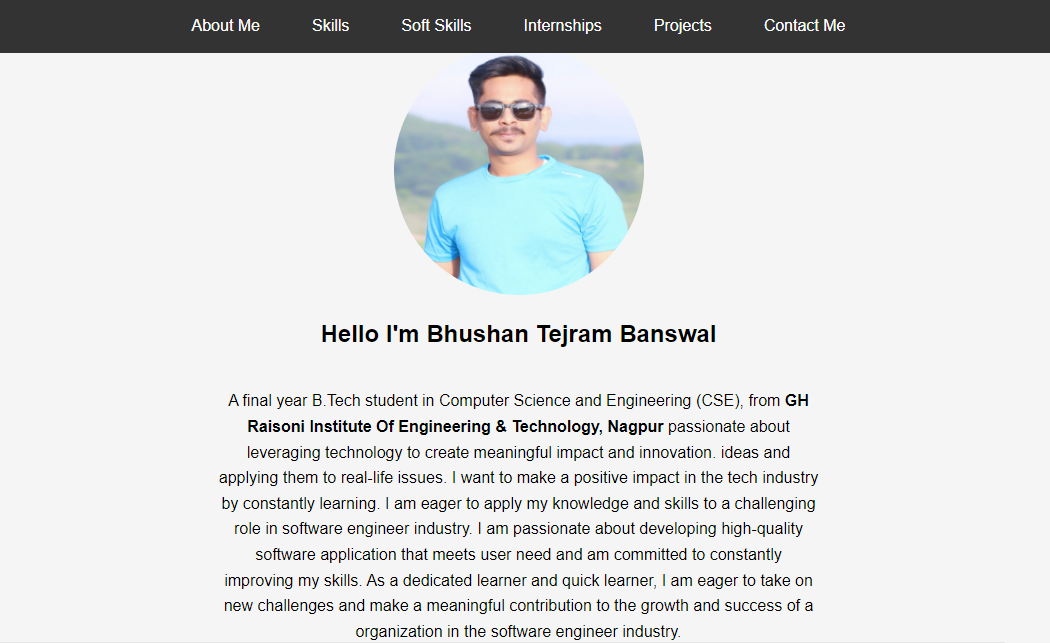 About Me Skills Soft Skills Internships Projects Contact Me
Hello I'm Bhushan Tejram Banswal
A final year B.Tech student in Computer Science and Engineering (CSE), from GH
Raisoni Institute Of Engineering & Technology, Nagpur passionate about
leveraging technology to create meaningful impact and innovation. ideas and
applying them to real-life issues. I want to make a positive impact in the tech industry
by constantly learning. I am eager to apply my knowledge and skills to a challenging
role in software engineer industry. I am passionate about developing high-quality
software application that meets user need and am committed to constantly
improving my skills. As a dedicated learner and quick learner, I am eager to take on
new challenges and make a meaningful contribution to the growth and success of a
organization in the software engineer industry.